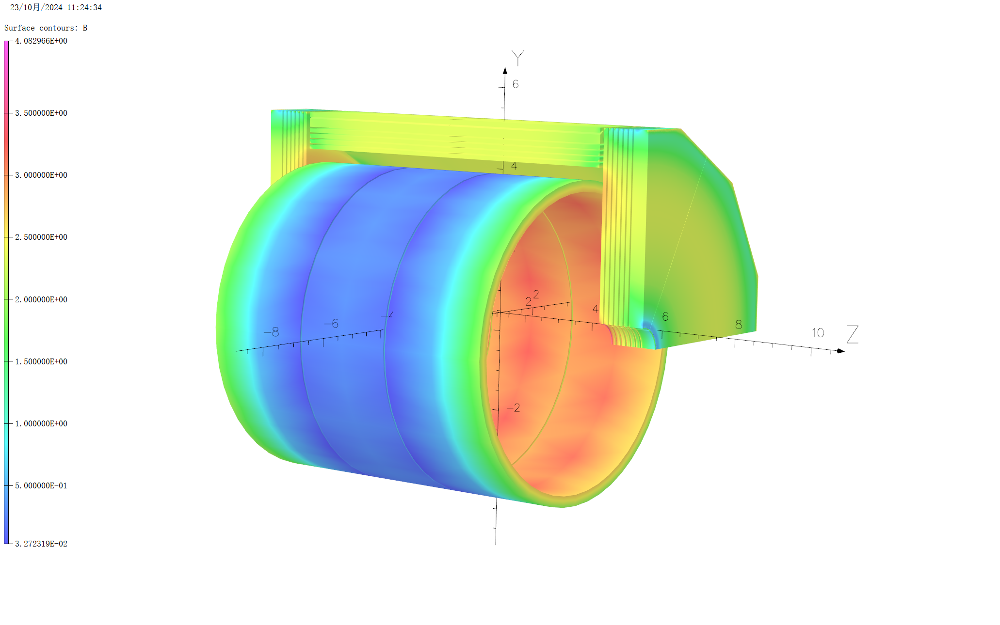 23/10月/2024 11:24:34
Surface contours: B
4.082966E+00
3.500000E+00
3.000000E+00
2.500000E+00
2.000000E+00
1.500000E+00
1.000000E+00
5.000000E-01
3.272319E-02
Y
6
4
2
2
4
6
8
10
Z
-8
-6
-4
-2